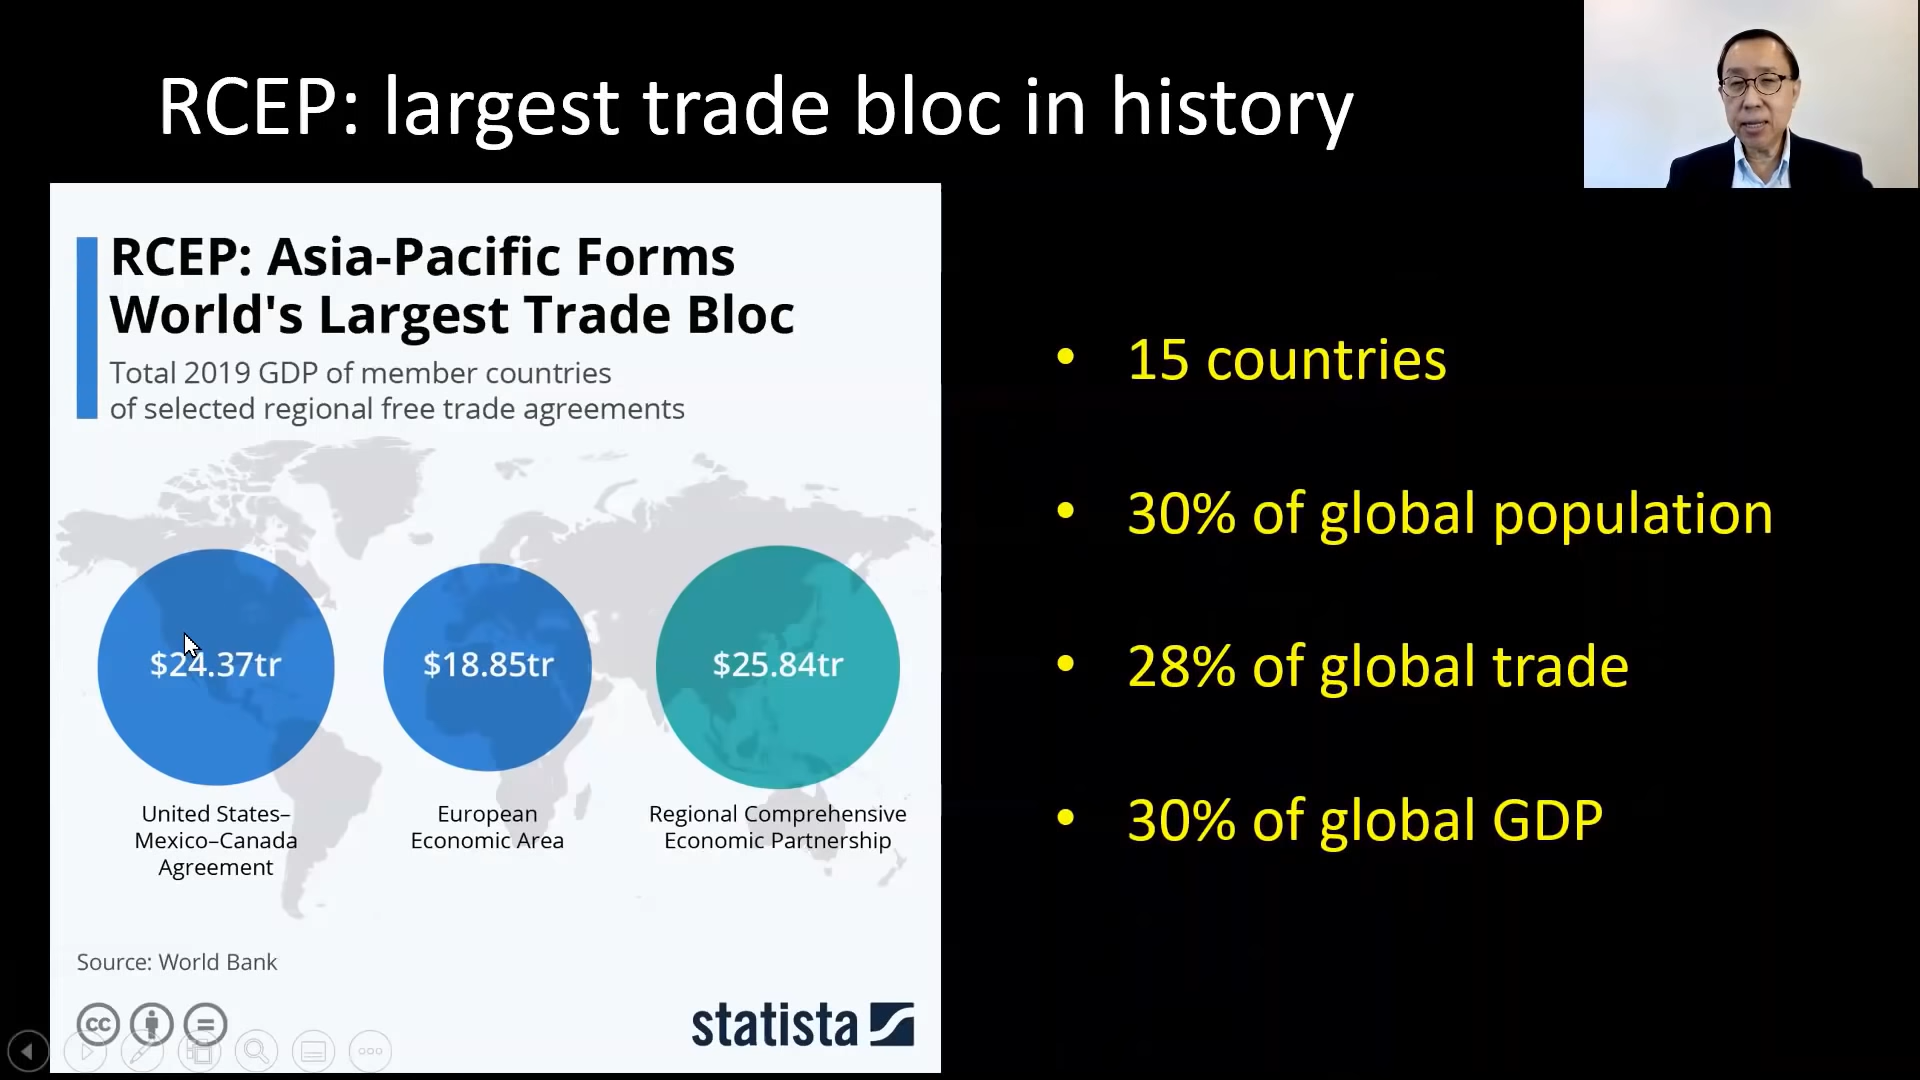 RCEP: largest trade bloc in history
RCEP: Asia-Pacific Forms
World's Largest Trade Bloc
Total 2019 GDP of member countries
of selected regional free trade agreements
$24.37tr
$18.85tr
$25.84tr
United States–
Mexico–Canada
Agreement
European
Economic Area
Regional Comprehensive
Economic Partnership
Source: World Bank
cc
statista
• 15 countries
• 30% of global population
• 28% of global trade
• 30% of global GDP